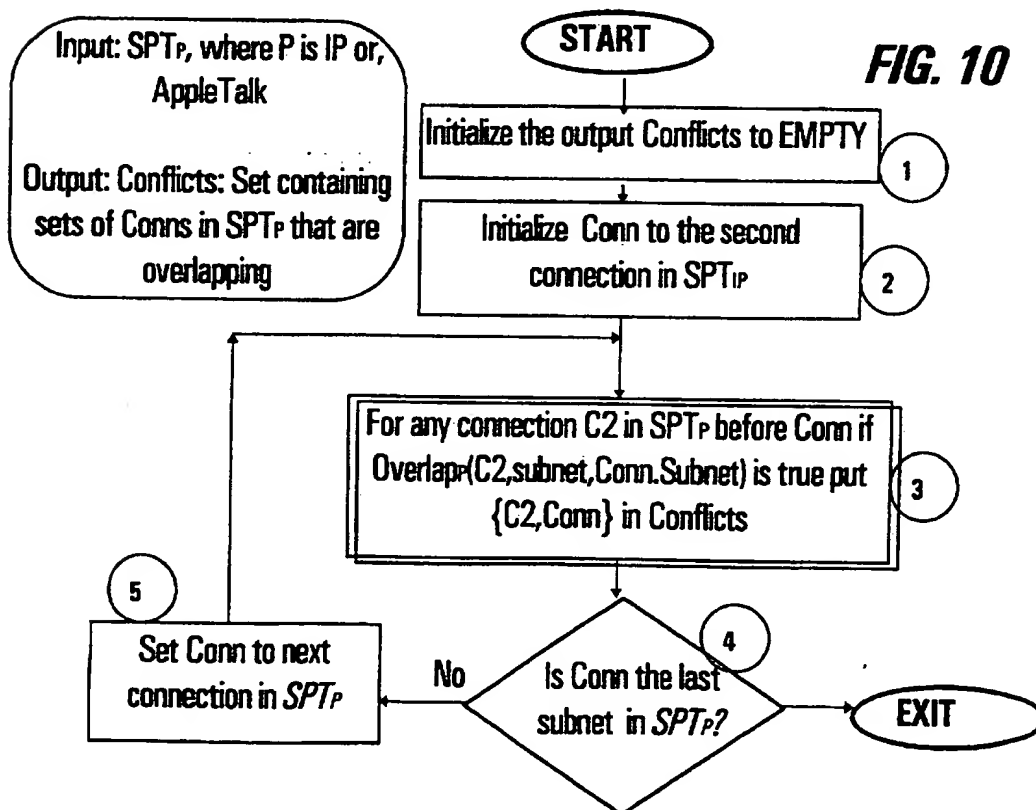 Input: SPTP, where P is IP or,
AppleTalk
Output: Conflicts: Set containing
sets of Conns in SPTP that are
overlapping
START
FIG. 10
Initialize the output Conflicts to EMPTY
1
Initialize Conn to the second
connection in SPTIP
2
For any connection C2 in SPTP before Conn if
OverlapP(C2,subnet,Conn.Subnet) is true put
{C2,Conn} in Conflicts
3
4
Is Conn the last
subnet in SPTP?
No
5
Set Conn to next
connection in SPTP
EXIT